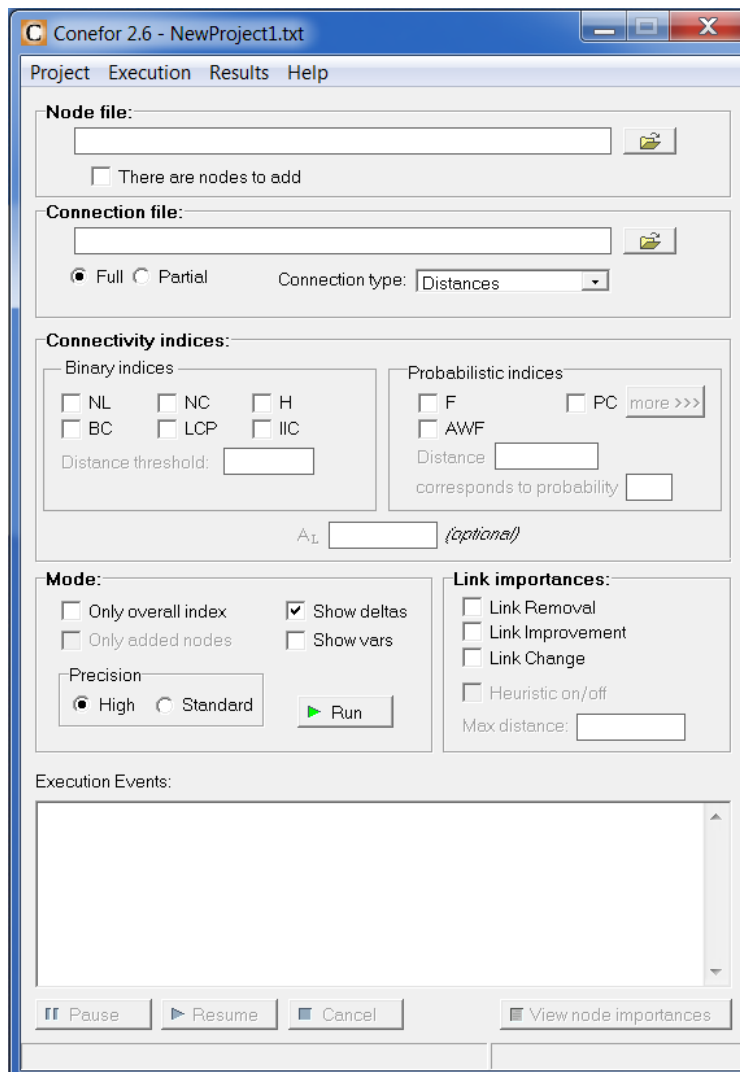 C Conefor 2.6 - NewProject1.txt
Project Execution Results Help
Node file:
There are nodes to add
Connection file:
Full Partial Connection type: Distances
Connectivity indices:
Binary indices
NL NC H
BC LCP IIC
Distance threshold:
Probabilistic indices
F PC more >>>
AWF
Distance
corresponds to probability
AL (optional)
Mode:
Only overall index Show deltas
Only added nodes Show vars
Precision
High Standard
Run
Link importances:
Link Removal
Link Improvement
Link Change
Heuristic on/off
Max distance:
Execution Events:
Pause Resume Cancel View node importances